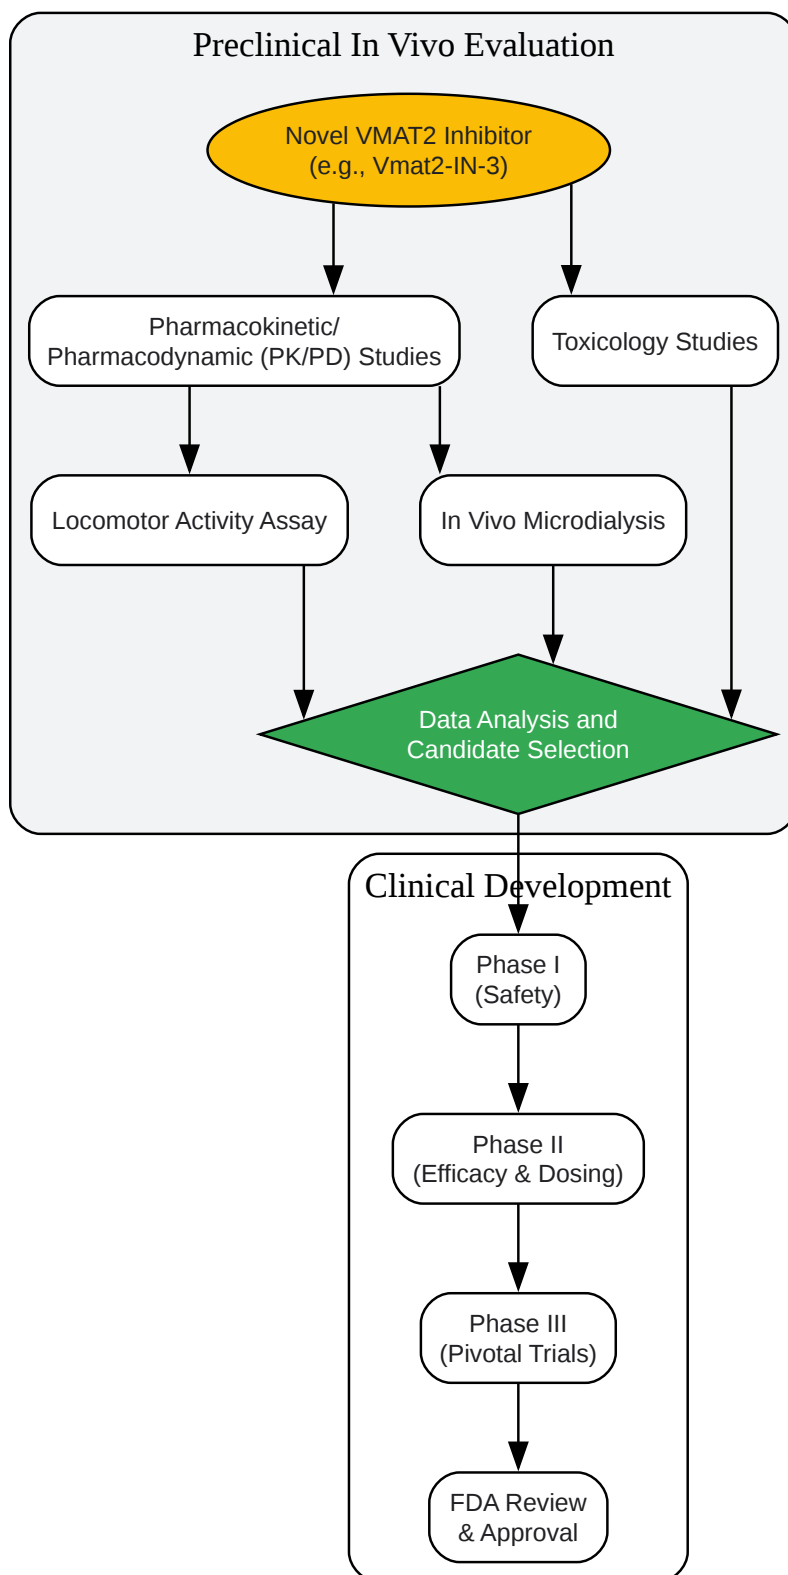 Preclinical In Vivo Evaluation
Novel VMAT2 Inhibitor
(e.g., Vmat2-IN-3)
Pharmacokinetic/
Pharmacodynamic (PK/PD) Studies
Toxicology Studies
Locomotor Activity Assay
In Vivo Microdialysis
Data Analysis and
Candidate Selection
Clinical Development
Phase I
(Safety)
Phase II
(Efficacy & Dosing)
Phase III
(Pivotal Trials)
FDA Review
& Approval